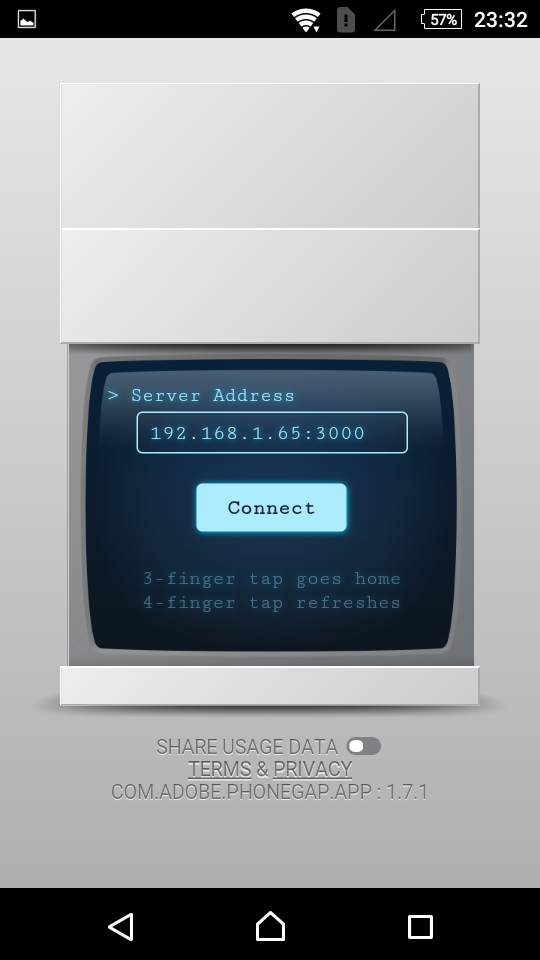 57% 23:32
> Server Address
192.168.1.65:3000
Connect
3-finger tap goes home
4-finger tap refreshes
SHARE USAGE DATA
TERMS & PRIVACY
COM.ADOBE.PHONEGAP.APP : 1.7.1